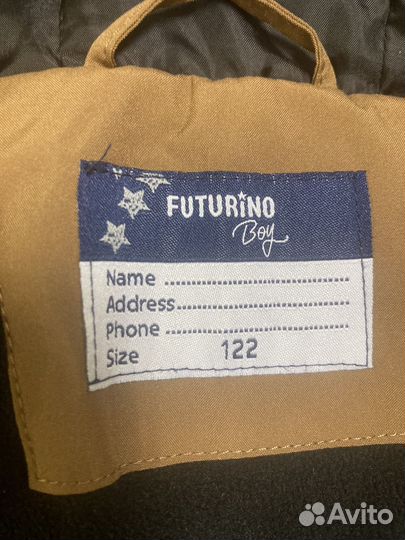 FUTURiNO
Boy
Name ..............................
Address..........................
Phone ............................
Size 122
Avito